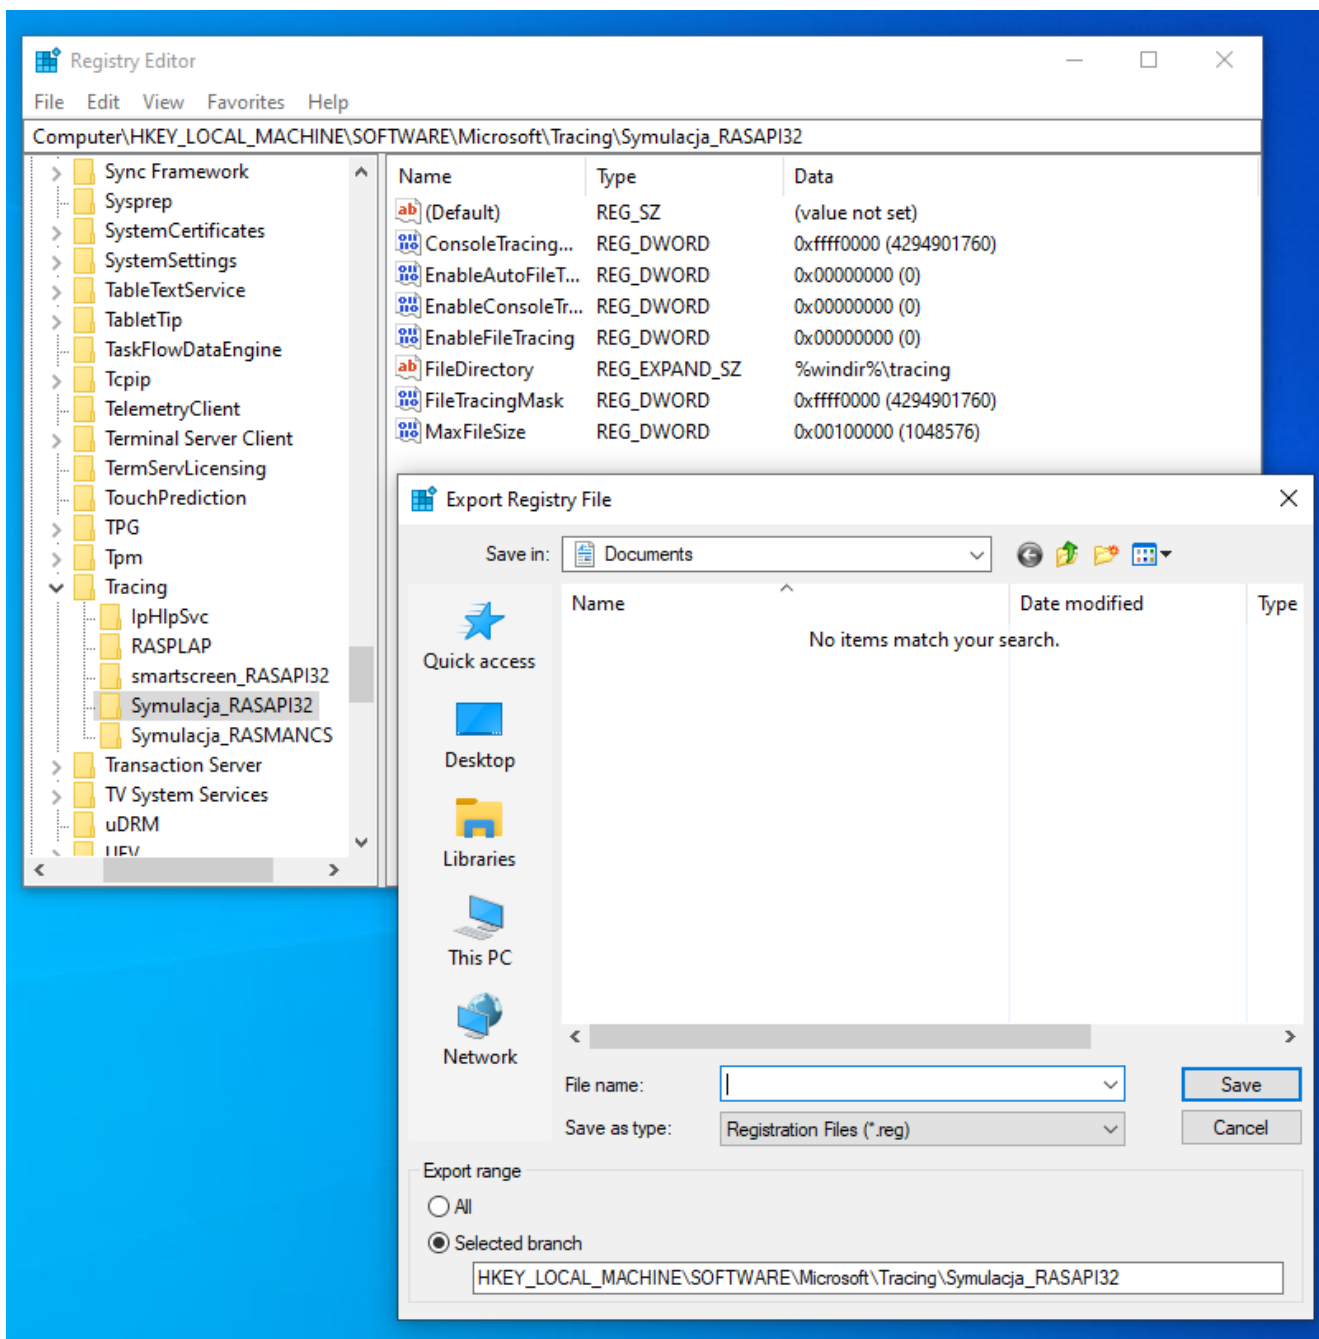 Registry Editor
File Edit View Favorites Help
Computer\HKEY_LOCAL_MACHINE\SOFTWARE\Microsoft\Tracing\Symulacja_RASAPI32
Sync Framework
Sysprep
SystemCertificates
SystemSettings
TableTextService
TabletTip
TaskFlowDataEngine
Tcpip
TelemetryClient
Terminal Server Client
TermServLicensing
TouchPrediction
TPG
Tpm
Tracing
IpHlpSvc
RASPLAP
smartscreen_RASAPI32
Symulacja_RASAPI32
Symulacja_RASMANCS
Transaction Server
TV System Services
uDRM
UEV
Name Type Data
(Default) REG_SZ (value not set)
ConsoleTracing... REG_DWORD 0xffff0000 (4294901760)
EnableAutoFileT... REG_DWORD 0x00000000 (0)
EnableConsoleTr... REG_DWORD 0x00000000 (0)
EnableFileTracing REG_DWORD 0x00000000 (0)
FileDirectory REG_EXPAND_SZ %windir%\tracing
FileTracingMask REG_DWORD 0xffff0000 (4294901760)
MaxFileSize REG_DWORD 0x00100000 (1048576)
Export Registry File
Save in: Documents
Quick access
Desktop
Libraries
This PC
Network
Name Date modified Type
No items match your search.
File name: Save
Save as type: Registration Files (*.reg) Cancel
Export range
All
Selected branch
HKEY_LOCAL_MACHINE\SOFTWARE\Microsoft\Tracing\Symulacja_RASAPI32